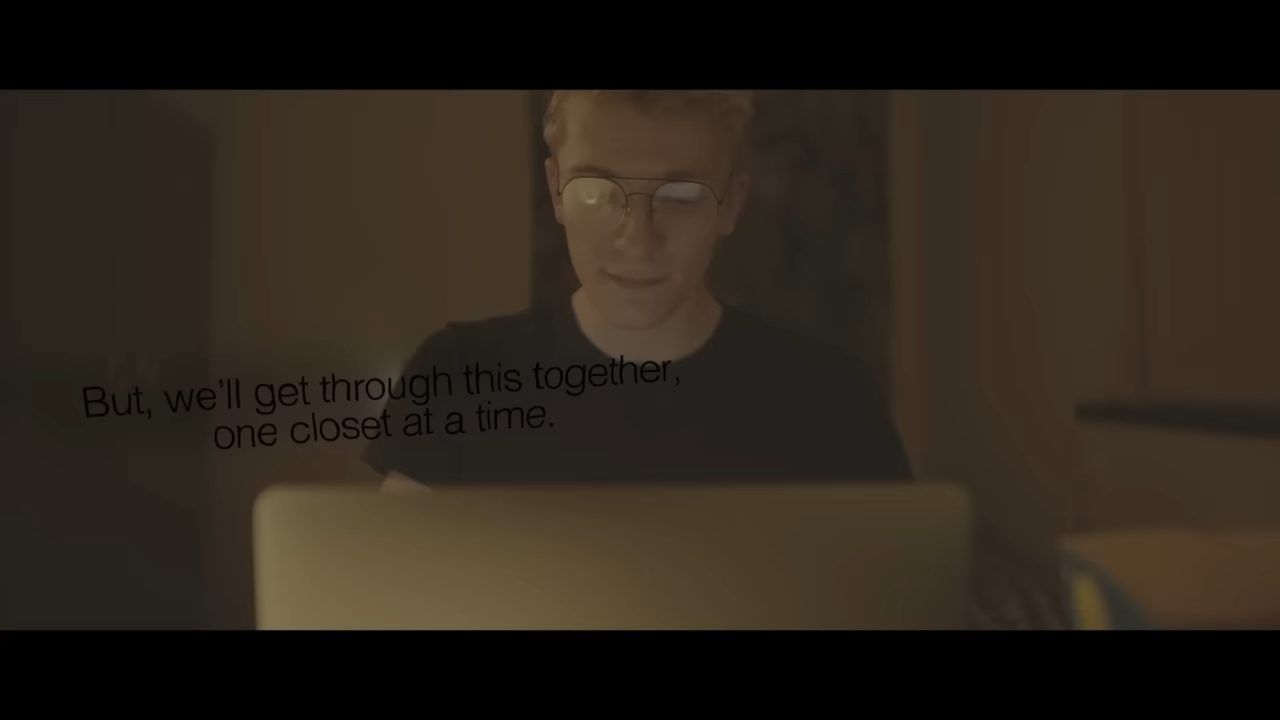 But, we'll get through this together,
one closet at a time.